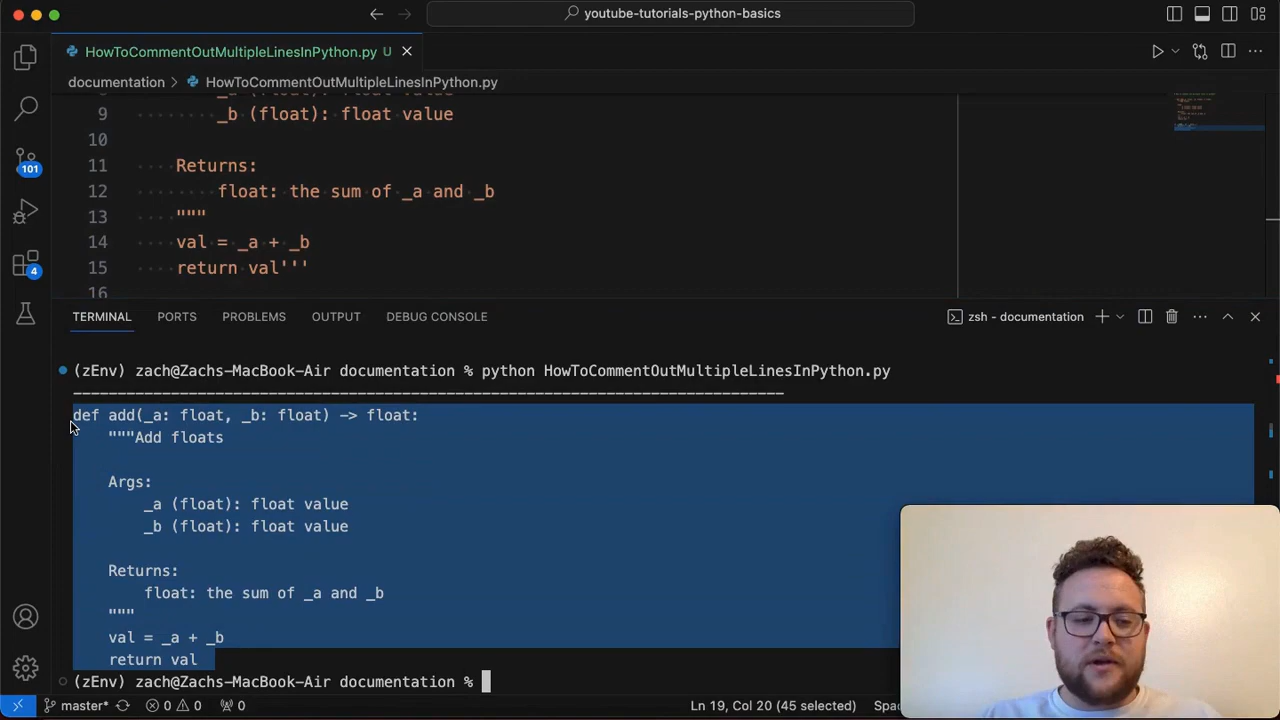 youtube-tutorials-python-basics
HowToCommentOutMultipleLinesInPython.py U
documentation > HowToCommentOutMultipleLinesInPython.py
9 _b (float): float value
10
11 Returns:
12 float: the sum of _a and _b
13 """
14 val = _a + _b
15 return val'''
16
101
4
TERMINAL PORTS PROBLEMS OUTPUT DEBUG CONSOLE zsh - documentation
(zEnv) zach@Zachs-MacBook-Air documentation % python HowToCommentOutMultipleLinesInPython.py
--------------------------------------------------------------------------------
def add(_a: float, _b: float) -> float:
"""Add floats
Args:
_a (float): float value
_b (float): float value
Returns:
float: the sum of _a and _b
"""
val = _a + _b
return val
(zEnv) zach@Zachs-MacBook-Air documentation %
master* 0 0 0 Ln 19, Col 20 (45 selected)